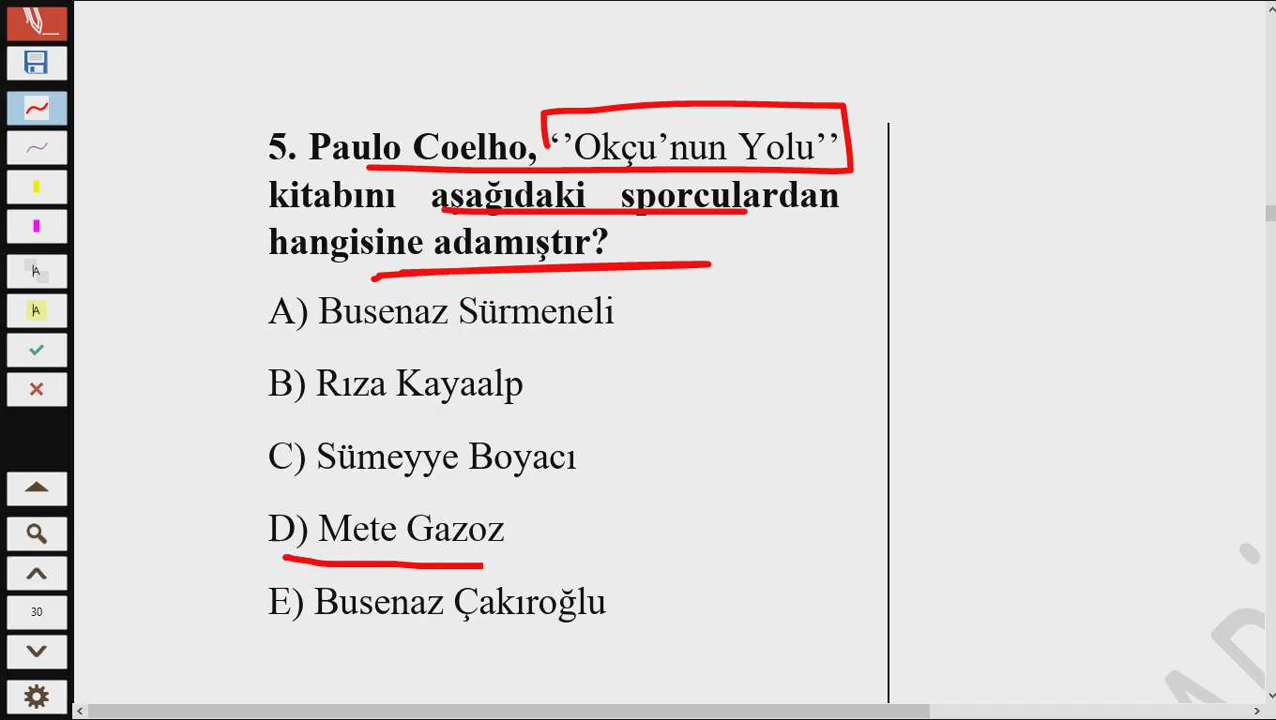 5. Paulo Coelho, ‘’Okçu’nun Yolu’’
kitabını aşağıdaki sporculardan
hangisine adamıştır?
A) Busenaz Sürmeneli
B) Rıza Kayaalp
C) Sümeyye Boyacı
D) Mete Gazoz
E) Busenaz Çakıroğlu
A
A
30